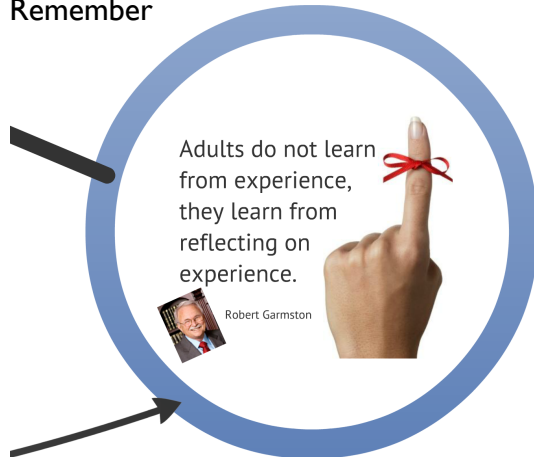 Remember
Adults do not learn
from experience,
they learn from
reflecting on
experience.
Robert Garmston